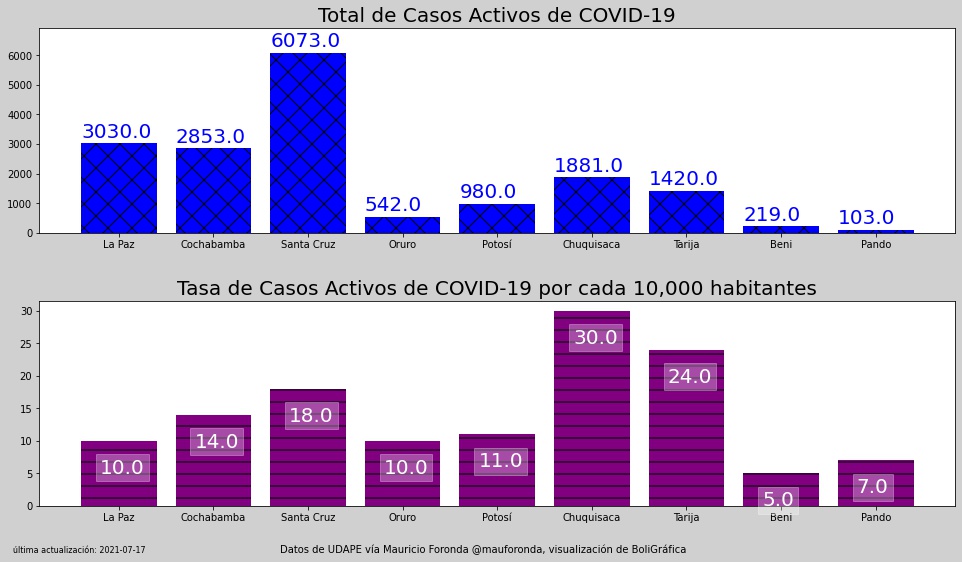 Total de Casos Activos de COVID-19
6000
5000
4000
3000
2000
1000
0
3030.0
2853.0
6073.0
542.0
980.0
1881.0
1420.0
219.0
103.0
La Paz
Cochabamba
Santa Cruz
Oruro
Potosí
Chuquisaca
Tarija
Beni
Pando
Tasa de Casos Activos de COVID-19 por cada 10,000 habitantes
30
25
20
15
10
5
0
10.0
14.0
18.0
10.0
11.0
30.0
24.0
5.0
7.0
La Paz
Cochabamba
Santa Cruz
Oruro
Potosí
Chuquisaca
Tarija
Beni
Pando
última actualización: 2021-07-17
Datos de UDAPE vía Mauricio Foronda @mauforonda, visualización de BoliGráfica